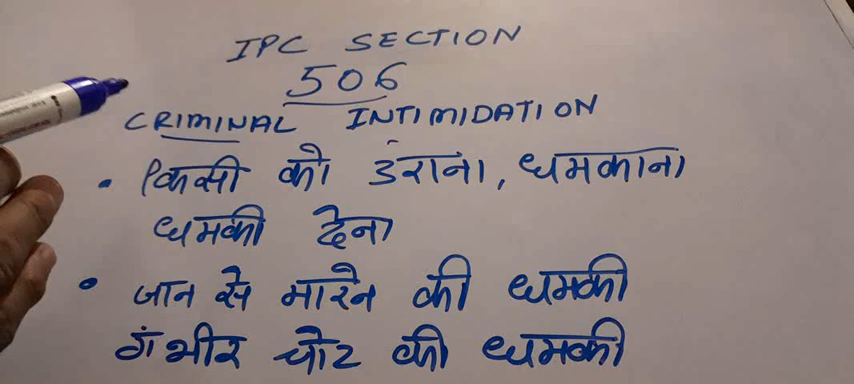 IPC SECTION
506
CRIMINAL INTIMIDATION
• किसी को डराना, धमकाना
धमकी देना
• जान से मारने की धमकी
गंभीर चोट की धमकी